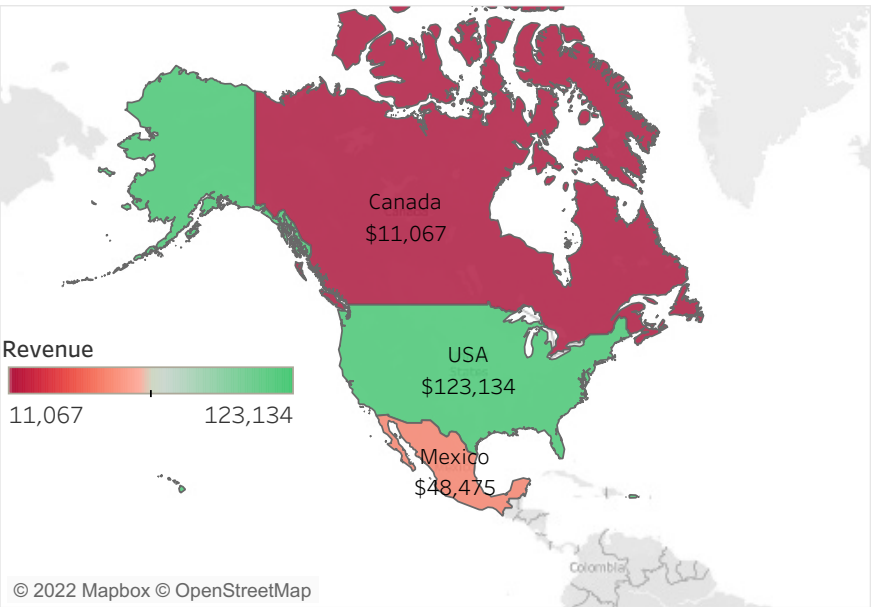 Canada
$11,067
Revenue
11,067
123,134
USA
$123,134
Mexico
$48,475
Colombia
© 2022 Mapbox © OpenStreetMap